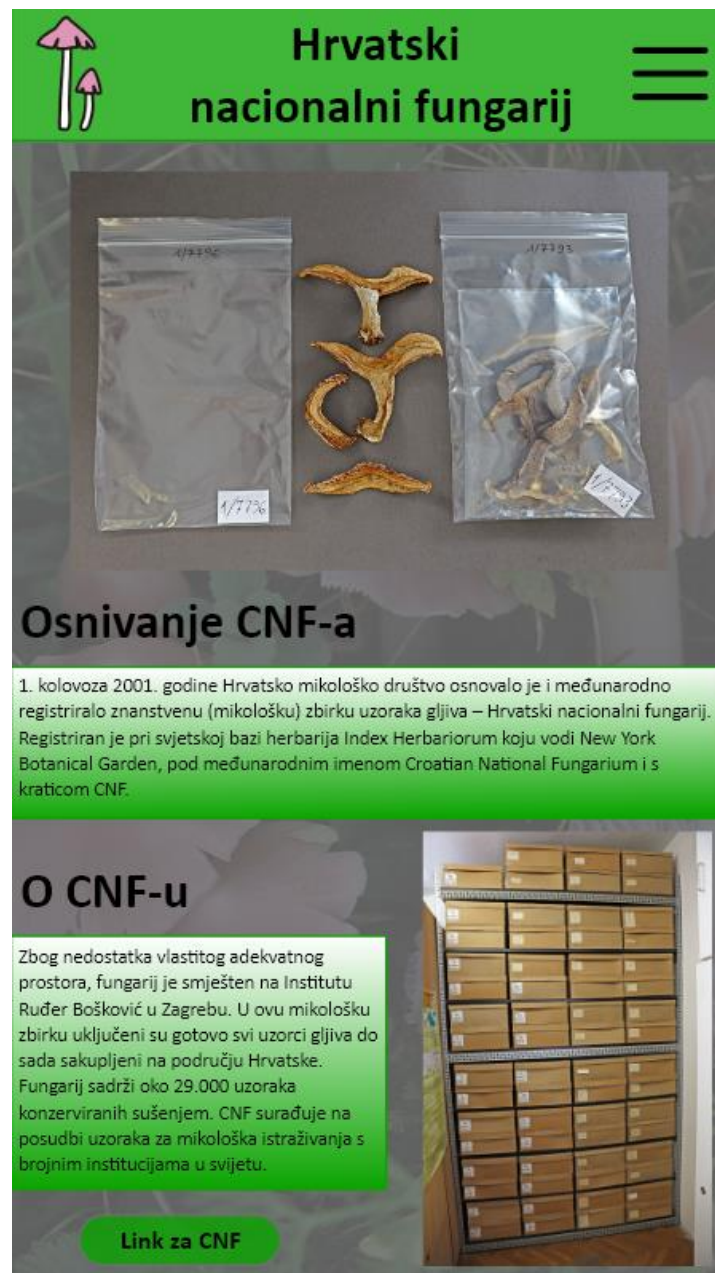 Hrvatski
nacionalni fungarij
1/7796
1/7793
1/7796
1/7793
Osnivanje CNF-a
1. kolovoza 2001. godine Hrvatsko mikološko društvo osnovalo je i međunarodno
registriralo znanstvenu (mikološku) zbirku uzoraka gljiva – Hrvatski nacionalni fungarij.
Registriran je pri svjetskoj bazi herbarija Index Herbariorum koju vodi New York
Botanical Garden, pod međunarodnim imenom Croatian National Fungarium i s
kraticom CNF.
O CNF-u
Zbog nedostatka vlastitog adekvatnog
prostora, fungarij je smješten na Institutu
Ruđer Bošković u Zagrebu. U ovu mikološku
zbirku uključeni su gotovo svi uzorci gljiva do
sada sakupljeni na području Hrvatske.
Fungarij sadrži oko 29.000 uzoraka
konzerviranih sušenjem. CNF surađuje na
posudbi uzoraka za mikološka istraživanja s
brojnim institucijama u svijetu.
Link za CNF